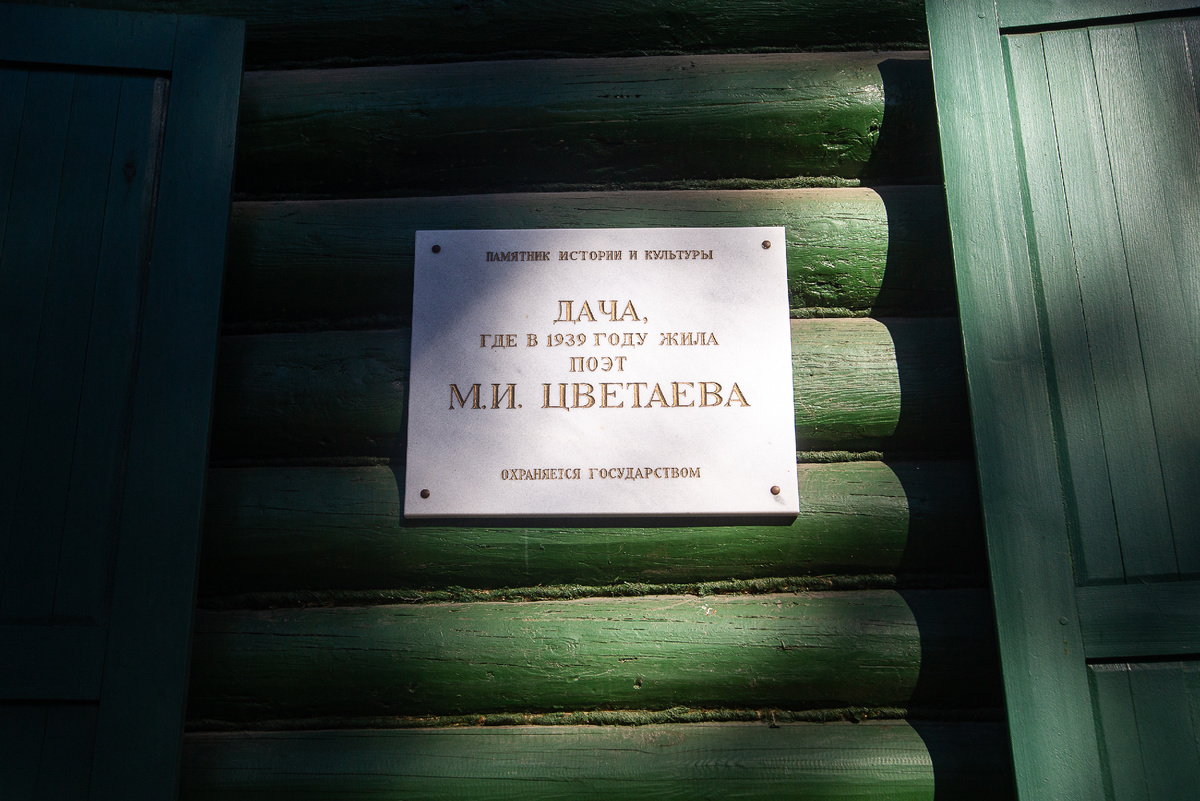 ПАМЯТНИК ИСТОРИИ И КУЛЬТУРЫ
ДАЧА,
ГДЕ В 1939 ГОДУ ЖИЛА
ПОЭТ
М.И. ЦВЕТАЕВА
ОХРАНЯЕТСЯ ГОСУДАРСТВОМ